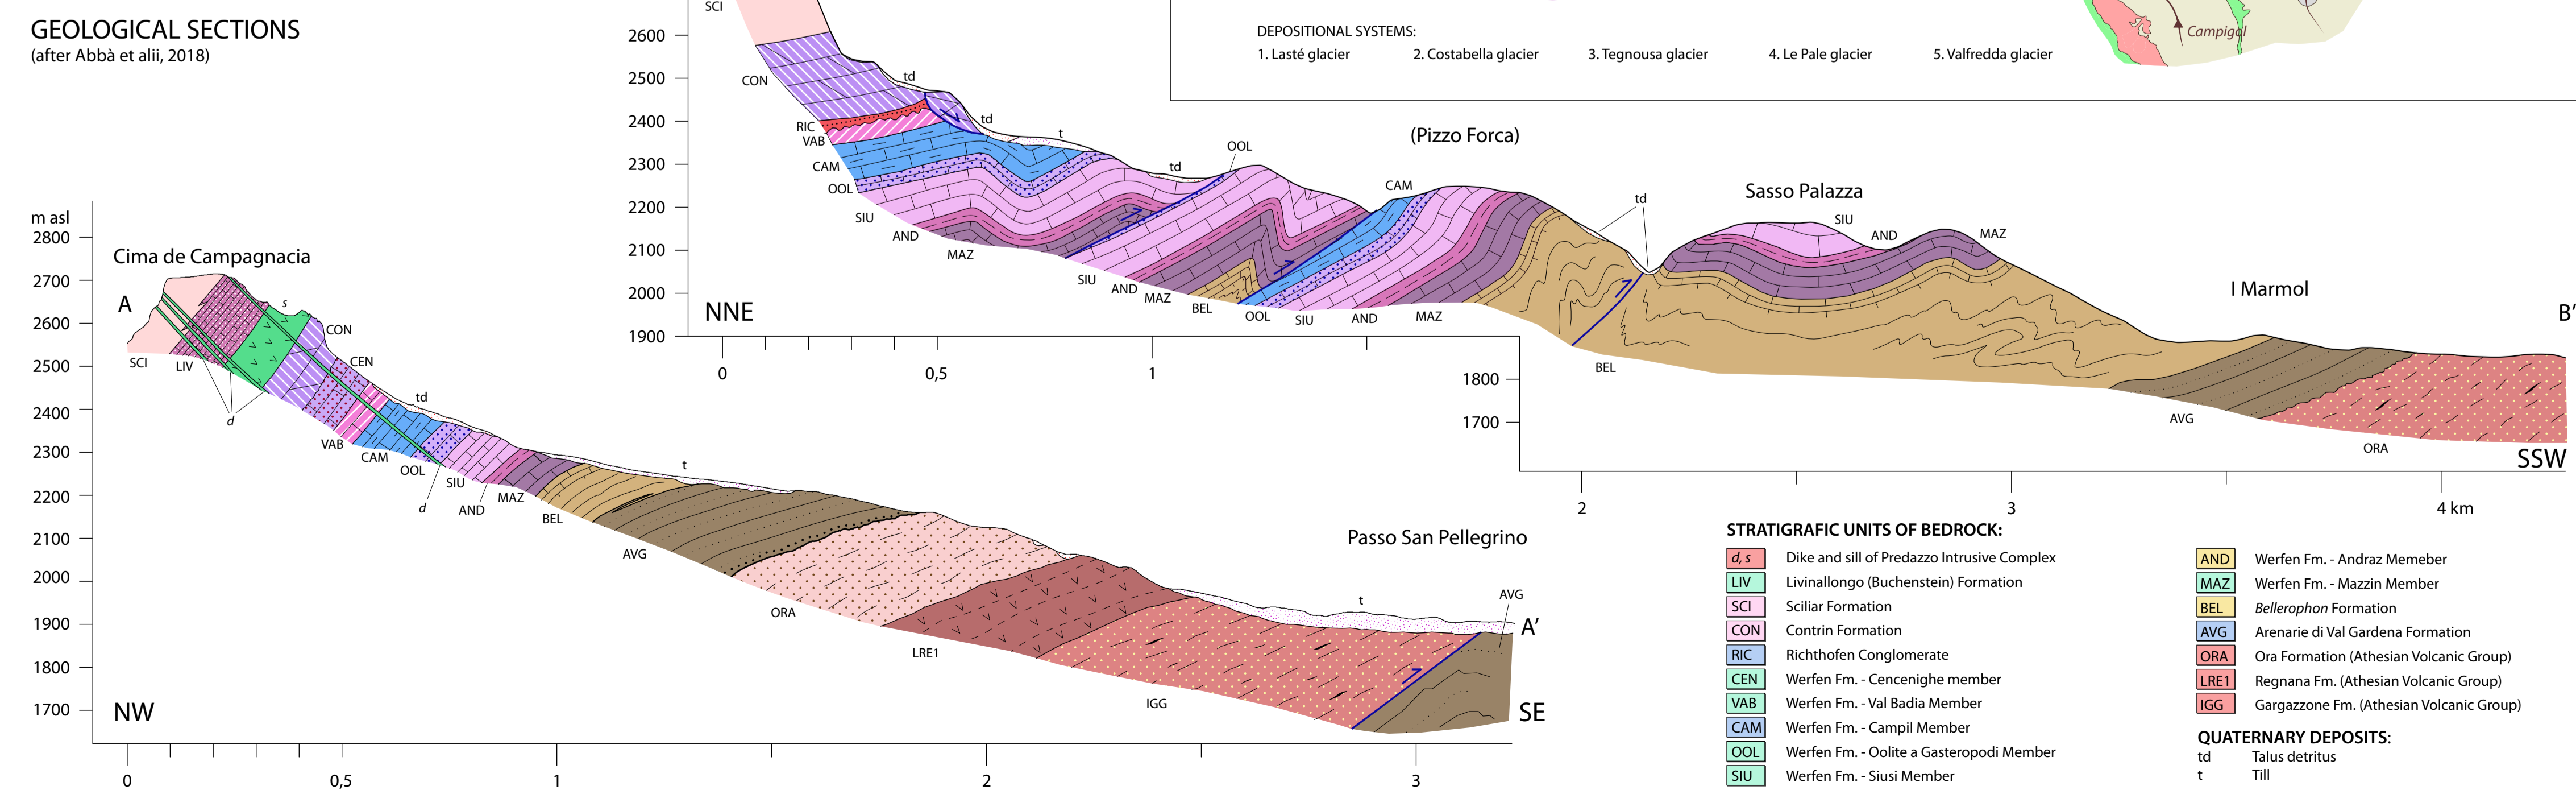 GEOLOGICAL SECTIONS
(after Abbà et alii, 2018)
DEPOSITIONAL SYSTEMS:
1. Lasté glacier 2. Costabella glacier 3. Tegnousa glacier 4. Le Pale glacier 5. Valfredda glacier
Campigol
2600
2500
2400
2300
2200
2100
2000
1900
NNE
SCI
CON
RIC
VAB
CAM
OOL
SIU
AND
MAZ
SIU
AND
MAZ
BEL
OOL
SIU
AND
MAZ
td
td
t
td
OOL
(Pizzo Forca)
CAM
td
Sasso Palazza
SIU
AND
MAZ
I Marmol
B'
BEL
AVG
ORA
SSW
1800
1700
0 0,5 1
2 3 4 km
m asl
2800
2700
2600
2500
2400
2300
2200
2100
2000
1900
1800
1700
Cima de Campagnacia
A
s
CON
CEN
td
t
SCI
LIV
d
VAB
CAM
OOL
d
SIU
AND
MAZ
BEL
AVG
ORA
LRE1
IGG
Passo San Pellegrino
t
AVG
A'
NW
SE
0 0,5 1 2 3
STRATIGRAFIC UNITS OF BEDROCK:
d, s Dike and sill of Predazzo Intrusive Complex
LIV Livinallongo (Buchenstein) Formation
SCI Sciliar Formation
CON Contrin Formation
RIC Richthofen Conglomerate
CEN Werfen Fm. - Cencenighe member
VAB Werfen Fm. - Val Badia Member
CAM Werfen Fm. - Campil Member
OOL Werfen Fm. - Oolite a Gasteropodi Member
SIU Werfen Fm. - Siusi Member
AND Werfen Fm. - Andraz Memeber
MAZ Werfen Fm. - Mazzin Member
BEL Bellerophon Formation
AVG Arenarie di Val Gardena Formation
ORA Ora Formation (Athesian Volcanic Group)
LRE1 Regnana Fm. (Athesian Volcanic Group)
IGG Gargazzone Fm. (Athesian Volcanic Group)
QUATERNARY DEPOSITS:
td Talus detritus
t Till